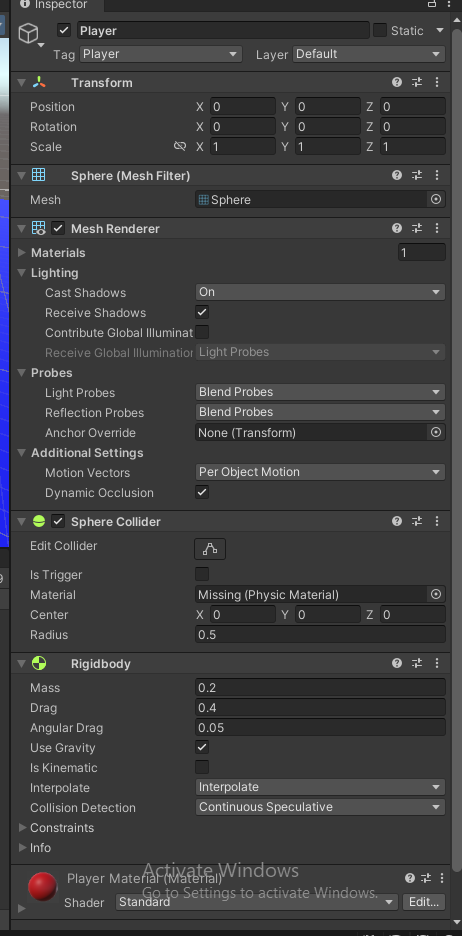 Inspector
Player
Static
Tag Player Layer Default
Transform
Position X 0 Y 0 Z 0
Rotation X 0 Y 0 Z 0
Scale X 1 Y 1 Z 1
Sphere (Mesh Filter)
Mesh Sphere
Mesh Renderer
Materials 1
Lighting
Cast Shadows On
Receive Shadows
Contribute Global Illuminat
Receive Global Illumination Light Probes
Probes
Light Probes Blend Probes
Reflection Probes Blend Probes
Anchor Override None (Transform)
Additional Settings
Motion Vectors Per Object Motion
Dynamic Occlusion
Sphere Collider
Edit Collider
Is Trigger
Material Missing (Physic Material)
Center X 0 Y 0 Z 0
Radius 0.5
Rigidbody
Mass 0.2
Drag 0.4
Angular Drag 0.05
Use Gravity
Is Kinematic
Interpolate Interpolate
Collision Detection Continuous Speculative
Constraints
Info
Activate Windows
Player Material (Material)
Go to Settings to activate Windows.
Shader Standard Edit...